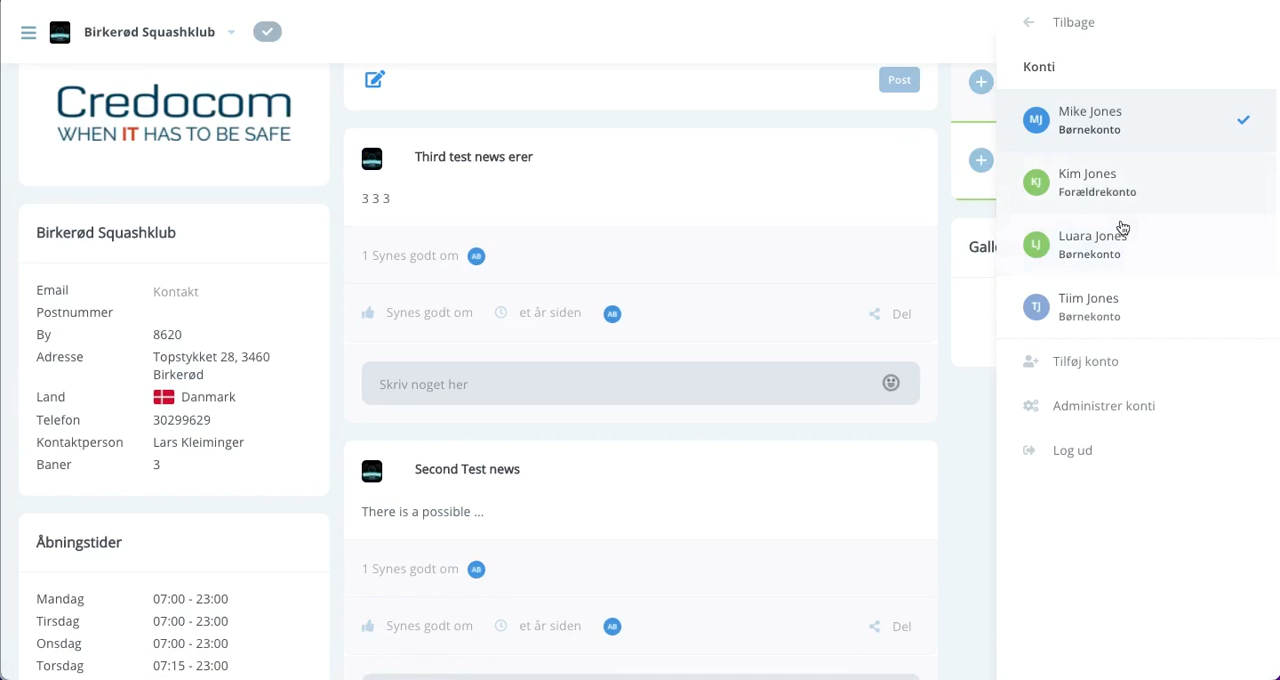 Birkerød Squashklub
Credocom
WHEN IT HAS TO BE SAFE
Birkerød Squashklub
Email Kontakt
Postnummer
By 8620
Adresse Topstykket 28, 3460
Birkerød
Land Danmark
Telefon 30299629
Kontaktperson Lars Kleiminger
Baner 3
Åbningstider
Mandag 07:00 - 23:00
Tirsdag 07:00 - 23:00
Onsdag 07:00 - 23:00
Torsdag 07:15 - 23:00
Post
Third test news erer
3 3 3
1 Synes godt om AB
Synes godt om et år siden AB Del
Skriv noget her
Second Test news
There is a possible ...
1 Synes godt om AB
Synes godt om et år siden AB Del
Tilbage
Konti
MJ Mike Jones
Børnekonto
KJ Kim Jones
Forældrekonto
LJ Luara Jones
Børnekonto
TJ Tiim Jones
Børnekonto
Tilføj konto
Administrer konti
Log ud